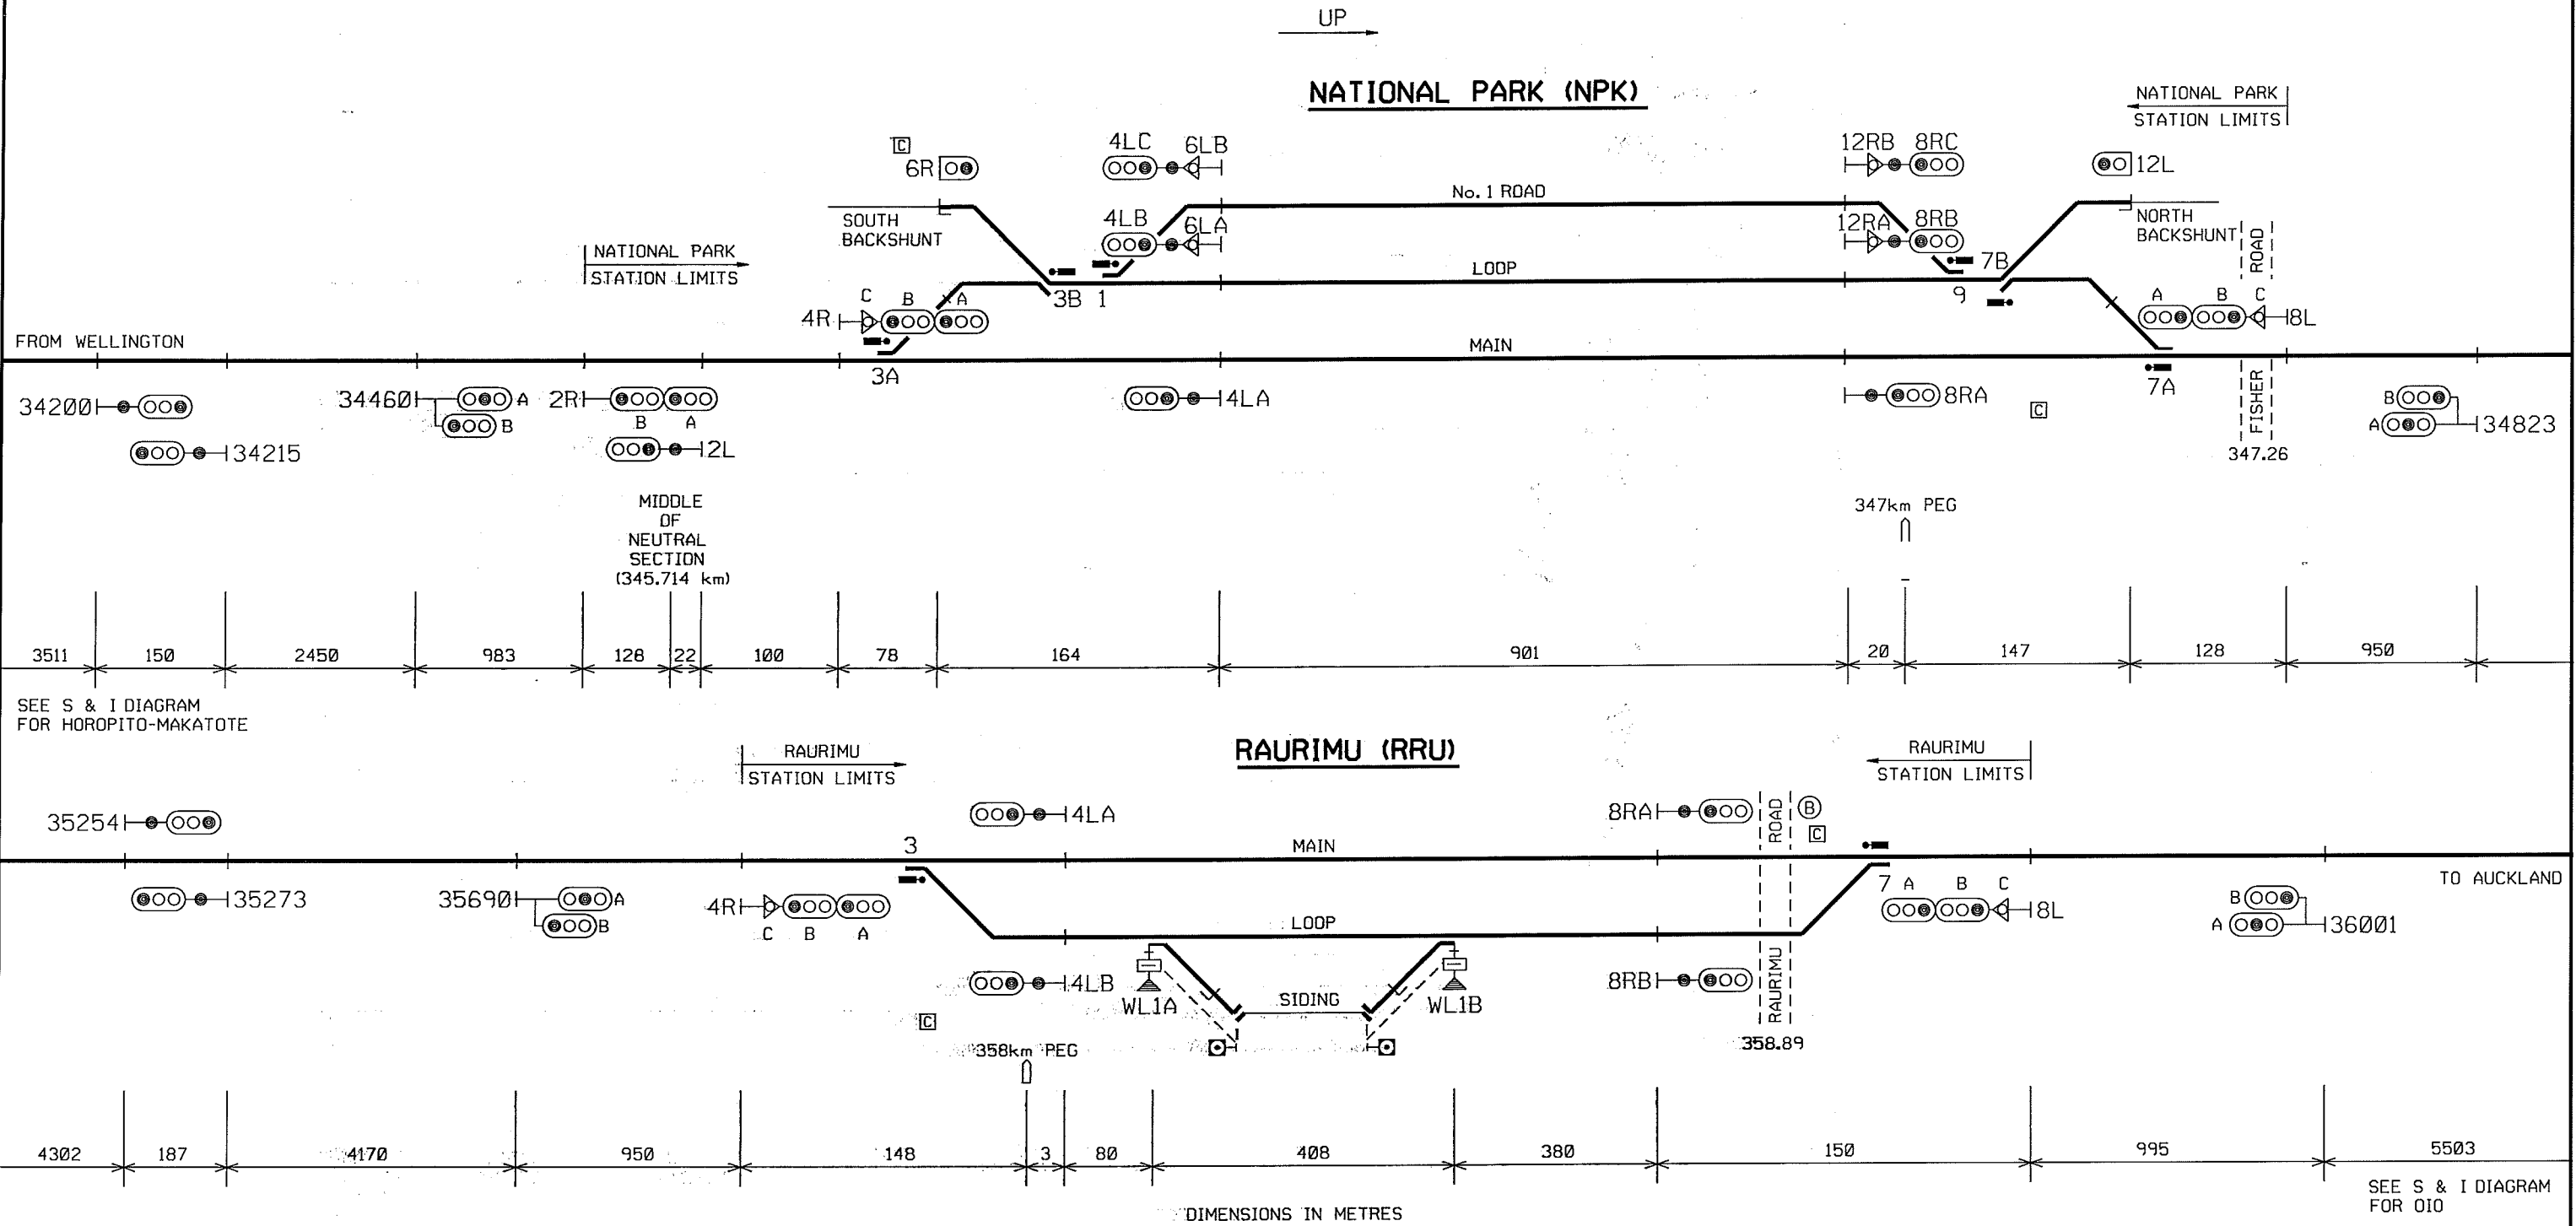 UP
NATIONAL PARK (NPK)
NATIONAL PARK
STATION LIMITS
C
6R
4LC
6LB
12RB
8RC
12L
No. 1 ROAD
SOUTH
BACKSHUNT
4LB
6LA
12RA
8RB
NORTH
BACKSHUNT
ROAD
NATIONAL PARK
STATION LIMITS
LOOP
7B
3B
1
9
4R
C
B
A
A
B
C
8L
FROM WELLINGTON
MAIN
3A
7A
34200
34460
A
B
2R
B
A
4LA
8RA
C
FISHER
B
A
34823
34215
2L
347.26
MIDDLE
OF
NEUTRAL
SECTION
(345.714 km)
347km PEG
3511
150
2450
983
128
22
100
78
164
901
20
147
128
950
SEE S & I DIAGRAM
FOR HOROPITO-MAKATOTE
RAURIMU (RRU)
RAURIMU
STATION LIMITS
RAURIMU
STATION LIMITS
35254
4LA
8RA
ROAD
B
C
3
MAIN
TO AUCKLAND
35273
35690
A
B
4R
C
B
A
7
A
B
C
8L
B
A
36001
LOOP
4LB
WL1A
SIDING
WL1B
8RB
RAURIMU
C
358km PEG
358.89
4302
187
4170
950
148
3
80
408
380
150
995
5503
SEE S & I DIAGRAM
FOR OIO
DIMENSIONS IN METRES